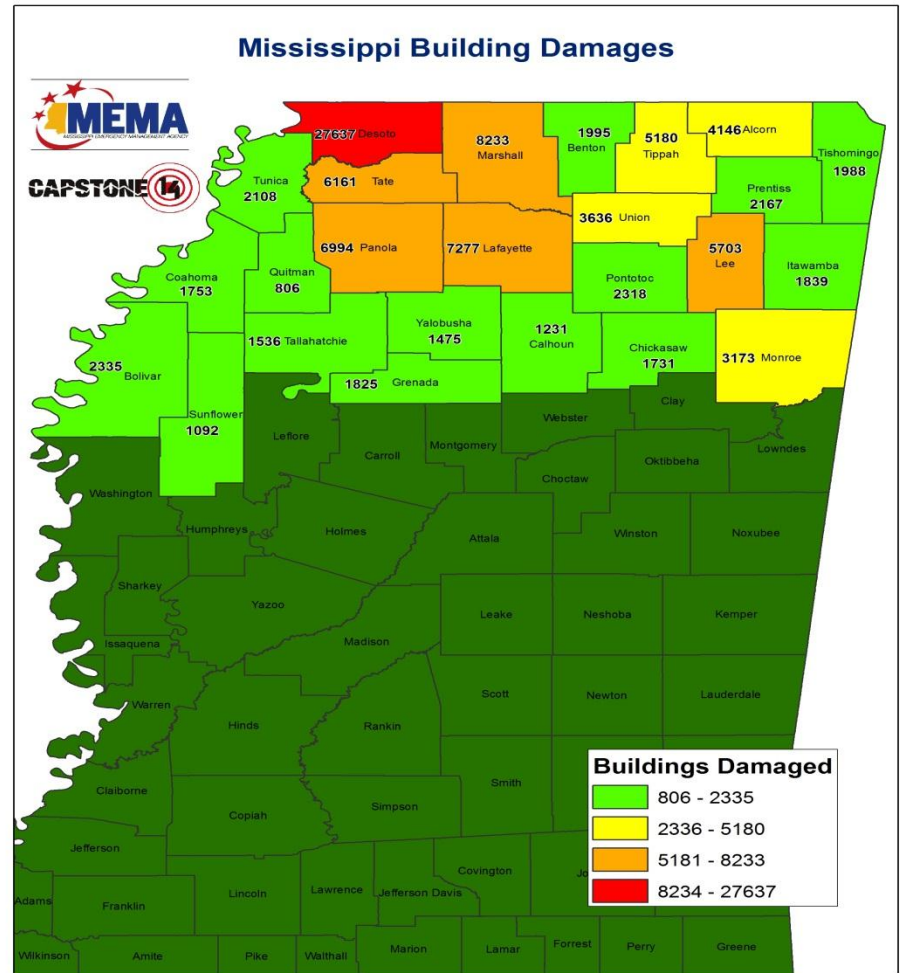 Mississippi Building Damages
MEMA
MISSISSIPPI EMERGENCY MANAGEMENT AGENCY
CAPSTONE 14
27637 Desoto
8233
Marshall
1995
Benton
5180
Tippah
4146 Alcorn
Tishomingo
1988
Tunica
2108
6161 Tate
Prentiss
2167
3636 Union
6994 Panola
7277 Lafayette
5703
Lee
Coahoma
1753
Quitman
806
Pontotoc
2318
Itawamba
1839
1536 Tallahatchie
Yalobusha
1475
1231
Calhoun
Chickasaw
1731
3173 Monroe
2335
Bolivar
1825 Grenada
Sunflower
1092
Leflore
Carroll
Montgomery
Webster
Clay
Lowndes
Choctaw
Oktibbeha
Washington
Humphreys
Holmes
Attala
Winston
Noxubee
Sharkey
Yazoo
Leake
Neshoba
Kemper
Issaquena
Madison
Warren
Scott
Newton
Lauderdale
Hinds
Rankin
Claiborne
Smith
Copiah
Simpson
Jefferson
Covington
Jo
Adams
Franklin
Lincoln
Lawrence
Jefferson Davis
Wilkinson
Amite
Pike
Walthall
Marion
Lamar
Forrest
Perry
Greene
Buildings Damaged
806 - 2335
2336 - 5180
5181 - 8233
8234 - 27637